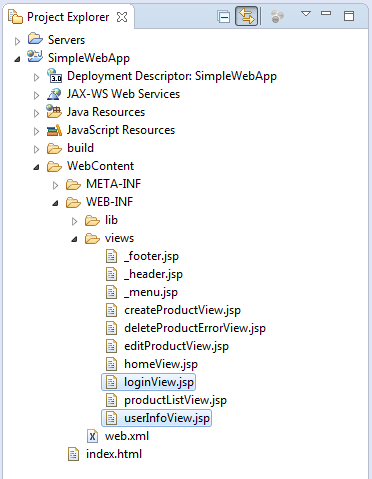 Project Explorer
Servers
SimpleWebApp
3.0 Deployment Descriptor: SimpleWebApp
JAX-WS Web Services
Java Resources
JavaScript Resources
build
WebContent
META-INF
WEB-INF
lib
views
_footer.jsp
_header.jsp
_menu.jsp
createProductView.jsp
deleteProductErrorView.jsp
editProductView.jsp
homeView.jsp
loginView.jsp
productListView.jsp
userInfoView.jsp
X web.xml
index.html